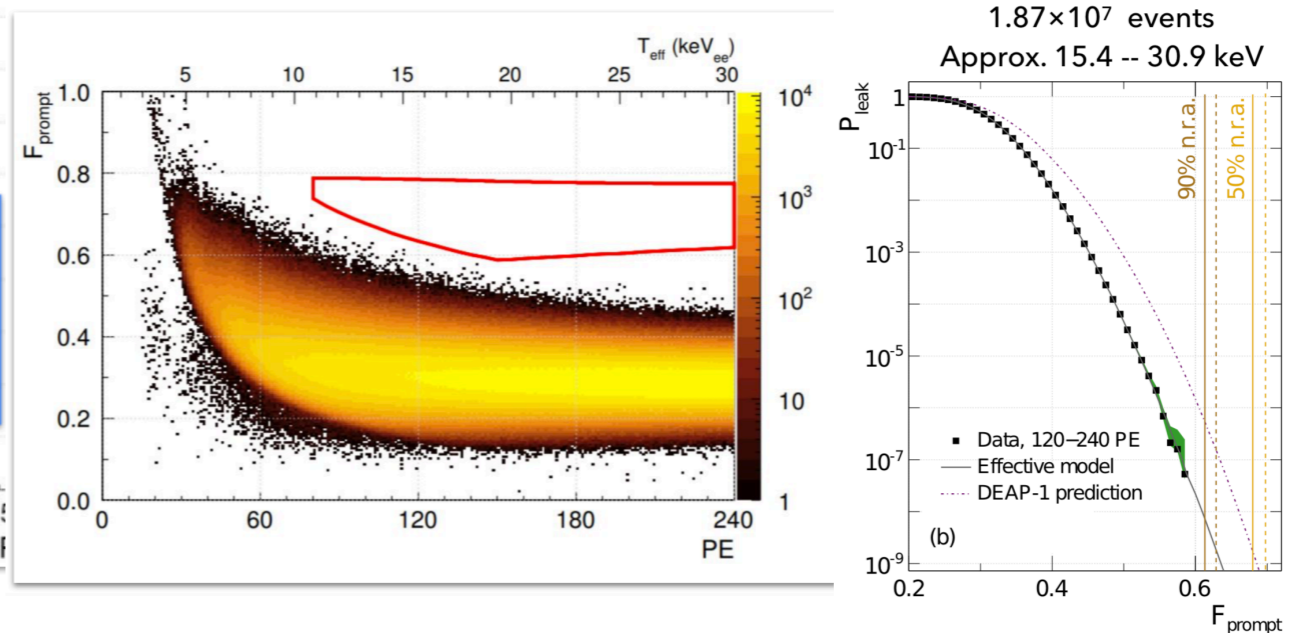 T_eff (keV_ee)
5 10 15 20 25 30
F_prompt
1.0
0.8
0.6
0.4
0.2
0.0
0 60 120 180 240
PE
10⁴
10³
10²
10
1
1.87×10⁷ events
Approx. 15.4 -- 30.9 keV
P_leak
1
10⁻¹
10⁻³
10⁻⁵
10⁻⁷
10⁻⁹
90% n.r.a.
50% n.r.a.
Data, 120–240 PE
Effective model
DEAP-1 prediction
(b)
0.2 0.4 0.6
F_prompt